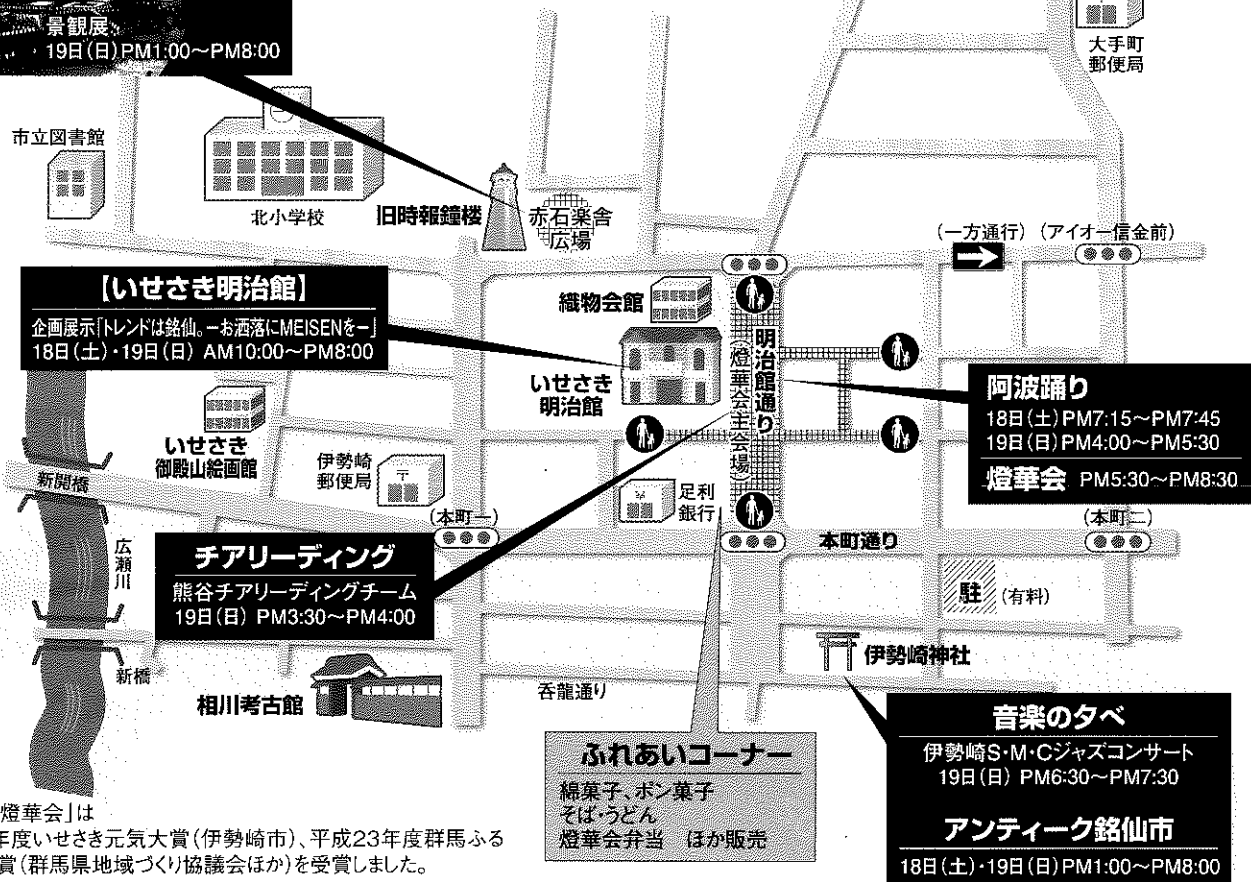 景観展
19日(日)PM1:00〜PM8:00
大手町
郵便局
市立図書館
北小学校
旧時報鐘楼
赤石楽舎
広場
(一方通行)
(アイオー信金前)
【いせさき明治館】
企画展示「トレンドは銘仙。ーお洒落にMEISENをー」
18日(土)・19日(日) AM10:00〜PM8:00
織物会館
いせさき
明治館
明治館通り
(燈華会主会場)
阿波踊り
18日(土)PM7:15〜PM7:45
19日(日)PM4:00〜PM5:30
燈華会 PM5:30〜PM8:30
いせさき
御殿山絵画館
新開橋
伊勢崎
郵便局
〒
足利
銀行
(本町一)
本町通り
(本町二)
広瀬川
チアリーディング
熊谷チアリーディングチーム
19日(日) PM3:30〜PM4:00
駐
(有料)
新橋
相川考古館
呑龍通り
伊勢崎神社
ふれあいコーナー
綿菓子、ポン菓子
そば・うどん
燈華会弁当 ほか販売
音楽の夕べ
伊勢崎S・M・Cジャズコンサート
19日(日) PM6:30〜PM7:30
アンティーク銘仙市
18日(土)・19日(日)PM1:00〜PM8:00
燈華会」は
年度いせさき元気大賞(伊勢崎市)、平成23年度群馬ふる
賞(群馬県地域づくり協議会ほか)を受賞しました。